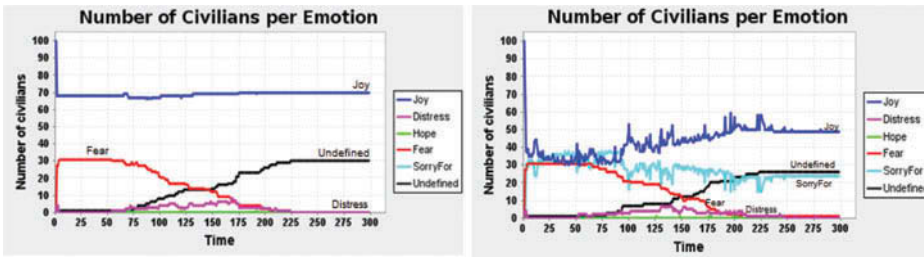 Number of Civilians per Emotion
Number of civilians
100
90
80
70
60
50
40
30
20
10
0
Joy
Fear
Undefined
Distress
0 25 50 75 100 125 150 175 200 225 250 275 300
Time
Joy
Distress
Hope
Fear
SorryFor
Undefined
Number of Civilians per Emotion
Number of civilians
100
90
80
70
60
50
40
30
20
10
0
Joy
Undefined
SorryFor
Fear
Distress
0 25 50 75 100 125 150 175 200 225 250 275 300
Time
Joy
Distress
Hope
Fear
SorryFor
Undefined